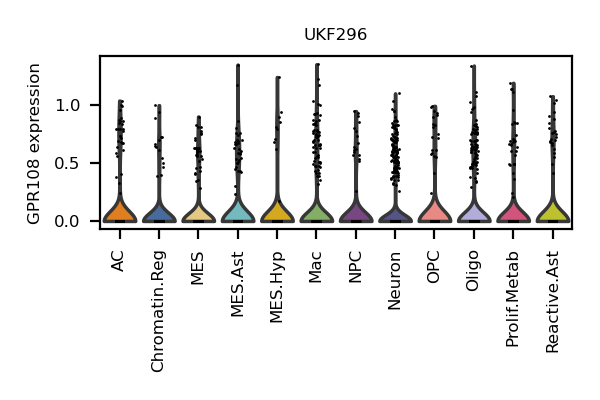 UKF296
GPR108 expression
1.0
0.5
0.0
AC
Chromatin.Reg
MES
MES.Ast
MES.Hyp
Mac
NPC
Neuron
OPC
Oligo
Prolif.Metab
Reactive.Ast